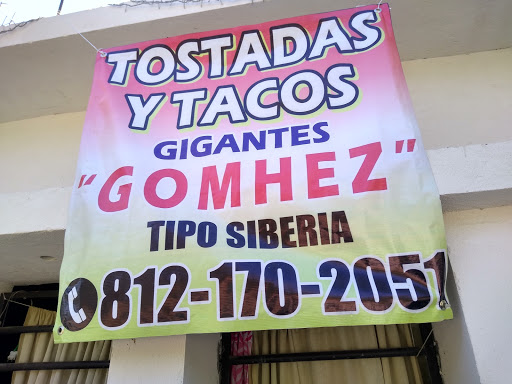 TOSTADAS
Y TACOS
GIGANTES
"GOMHEZ"
TIPO SIBERIA
812-170-2051